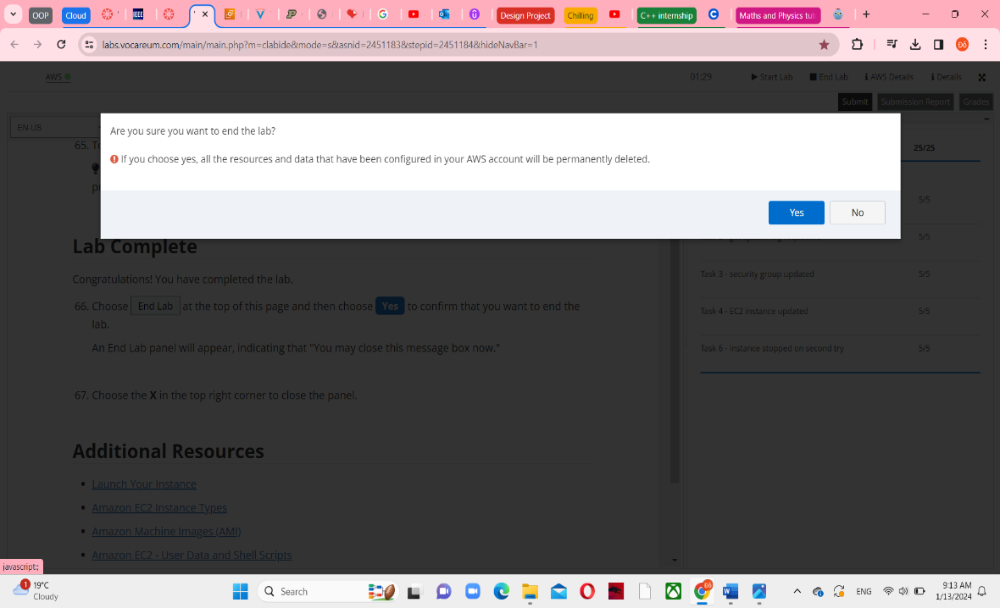 OOP
Cloud
IEEE
Design Project
Chilling
C++ internship
Maths and Physics tut
labs.vocareum.com/main/main.php?m=clabide&mode=s&asnid=2451183&stepid=2451184&hideNavBar=1
Đô
AWS
01:29
Start Lab
End Lab
AWS Details
Details
Submit
Submission Report
Grades
EN-US
65.
Are you sure you want to end the lab?
If you choose yes, all the resources and data that have been configured in your AWS account will be permanently deleted.
Yes
No
25/25
5/5
5/5
Task 3 - security group updated 5/5
Task 4 - EC2 instance updated 5/5
Task 6 - Instance stopped on second try 5/5
Lab Complete
Congratulations! You have completed the lab.
66. Choose End Lab at the top of this page and then choose Yes to confirm that you want to end the
lab.
An End Lab panel will appear, indicating that "You may close this message box now."
67. Choose the X in the top right corner to close the panel.
Additional Resources
Launch Your Instance
Amazon EC2 Instance Types
Amazon Machine Images (AMI)
Amazon EC2 - User Data and Shell Scripts
javascript:;
1
19°C
Cloudy
Search
Đô
ENG
9:13 AM
1/13/2024